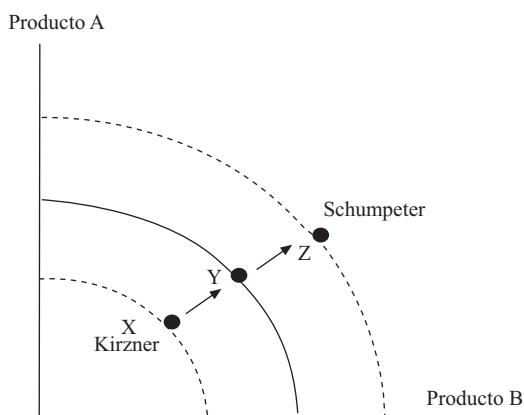 Producto A
Schumpeter
Z
Y
X
Kirzner
Producto B